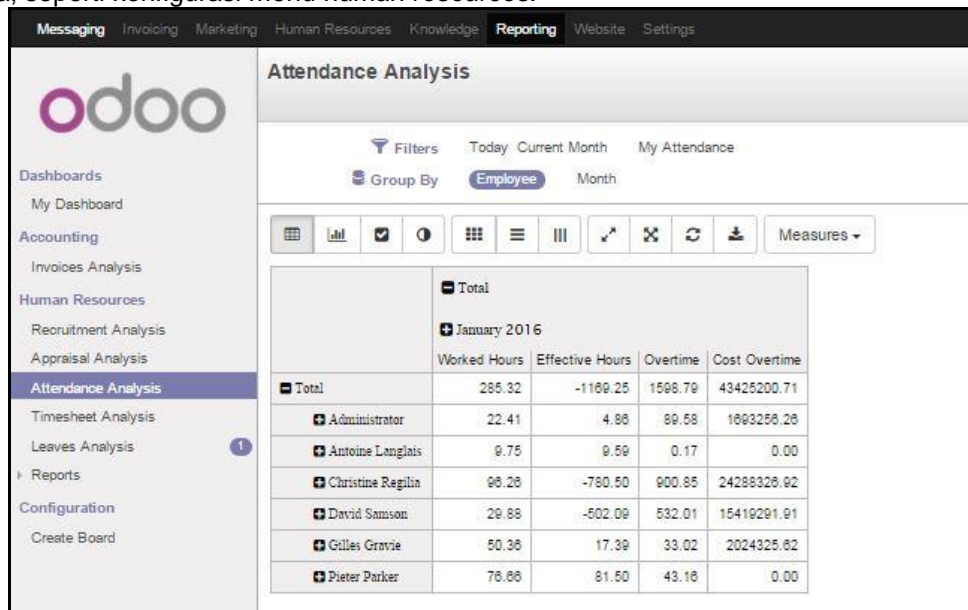 a, seperti konfigurasi menu human resources.
Messaging Invoicing Marketing Human Resources Knowledge Reporting Website Settings
odoo
Attendance Analysis
Filters Today Current Month My Attendance
Group By Employee Month
Dashboards
My Dashboard
Accounting
Invoices Analysis
Human Resources
Recruitment Analysis
Appraisal Analysis
Attendance Analysis
Timesheet Analysis
Leaves Analysis 1
Reports
Configuration
Create Board
Measures
Total
January 2016
Worked Hours Effective Hours Overtime Cost Overtime
Total 285.32 -1169.25 1598.79 43425200.71
Administrator 22.41 4.86 89.58 1693256.26
Antoine Langlais 9.75 9.59 0.17 0.00
Christine Regilia 96.26 -780.50 900.85 24288326.92
David Samson 29.88 -502.09 532.01 15419291.91
Gilles Gravie 50.36 17.39 33.02 2024325.62
Pieter Parker 76.66 81.50 43.16 0.00